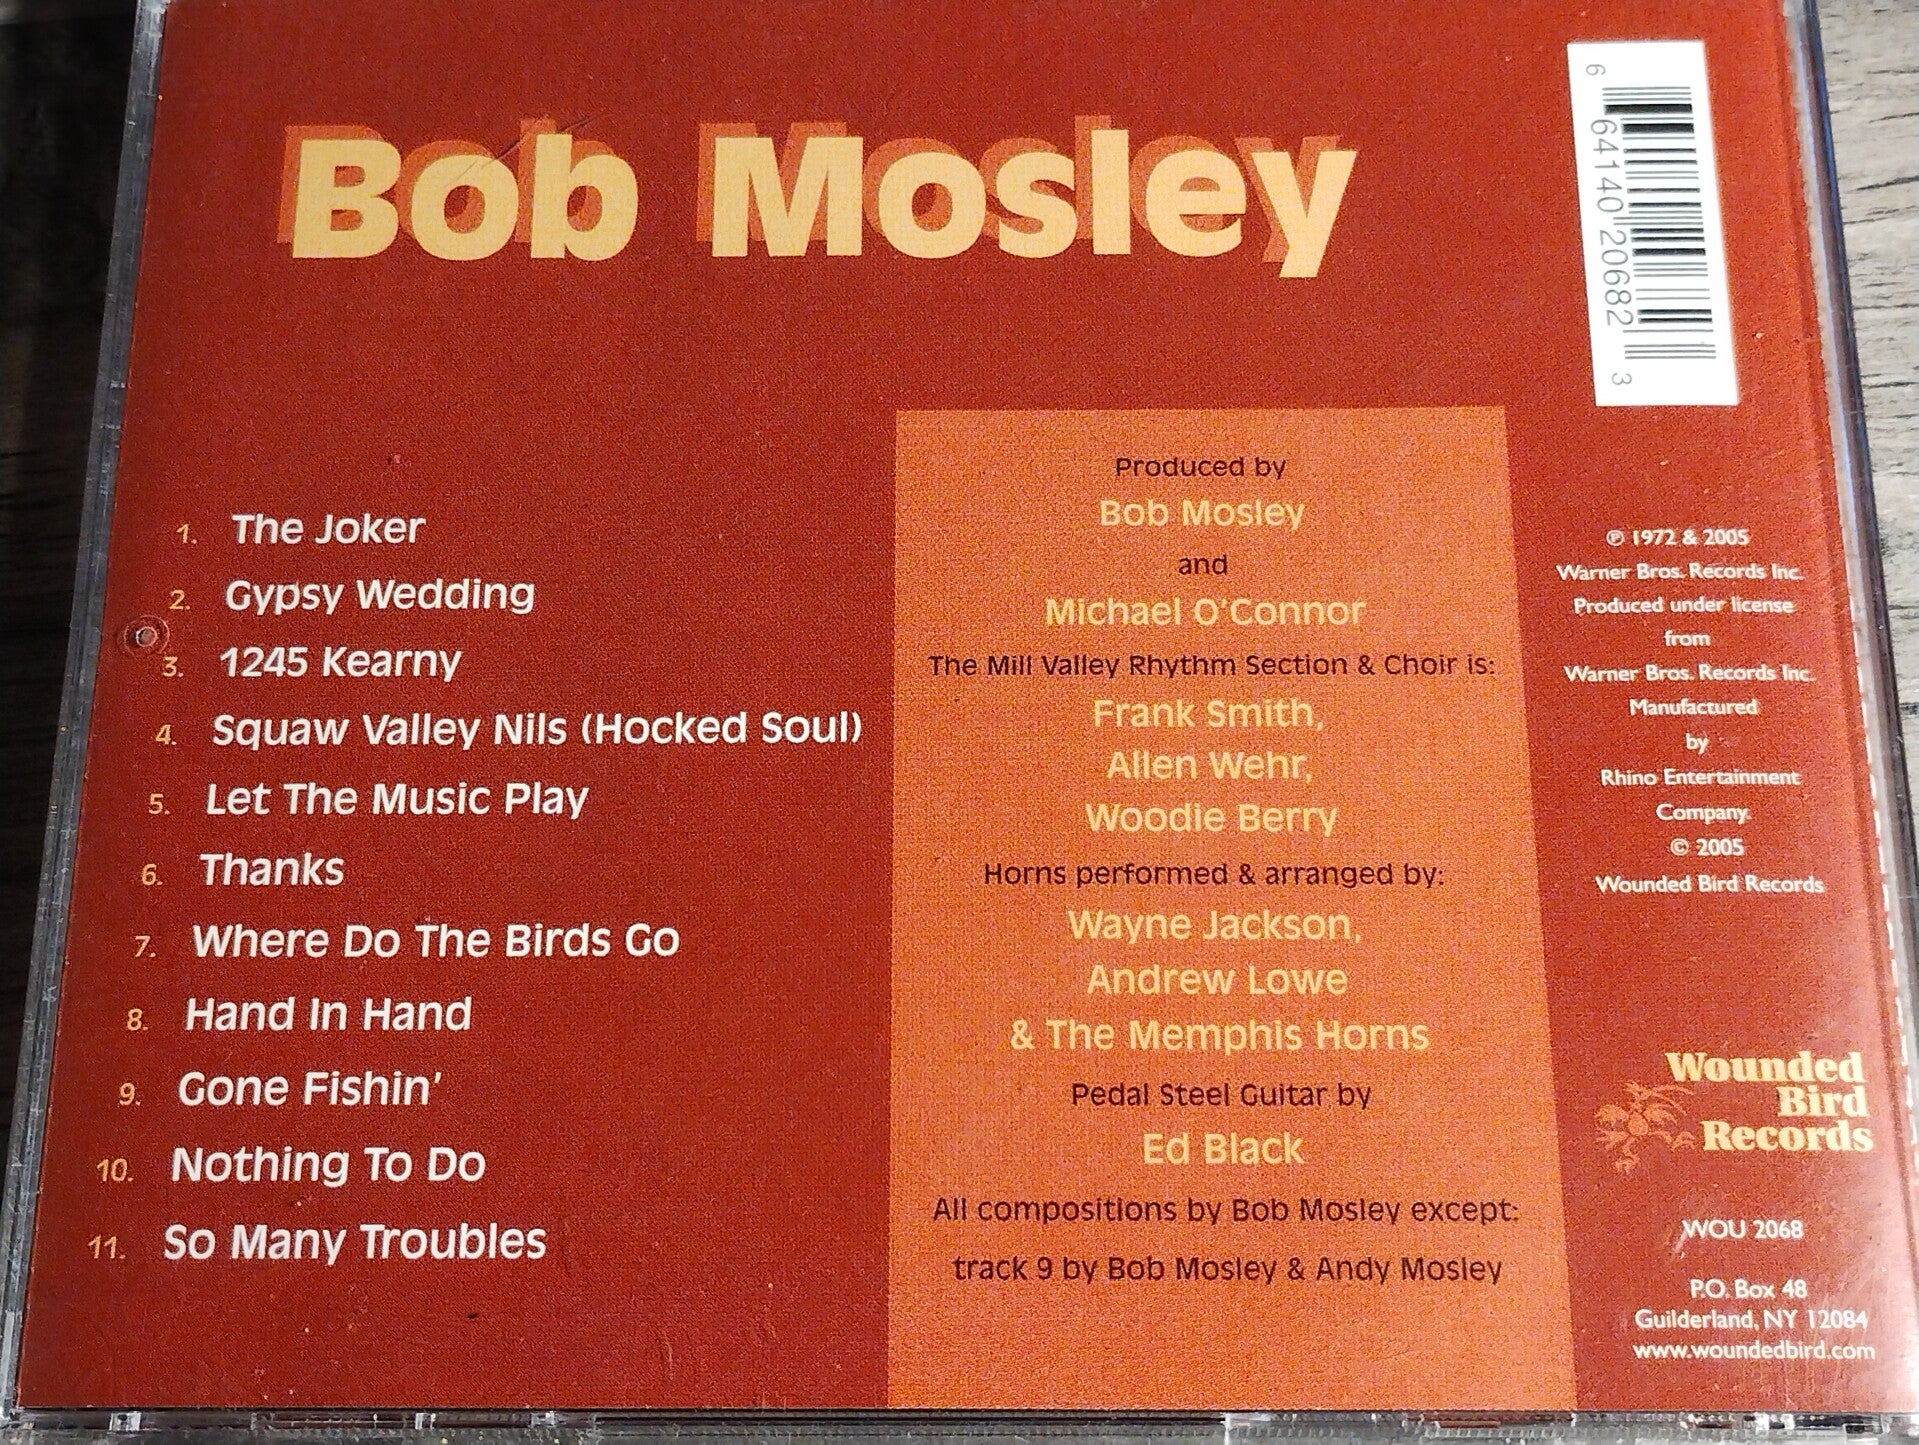 Bob Mosley
1. The Joker
2. Gypsy Wedding
3. 1245 Kearny
4. Squaw Valley Nils (Hocked Soul)
5. Let The Music Play
6. Thanks
7. Where Do The Birds Go
8. Hand In Hand
9. Gone Fishin'
10. Nothing To Do
11. So Many Troubles
Produced by
Bob Mosley
and
Michael O'Connor
The Mill Valley Rhythm Section & Choir is:
Frank Smith,
Allen Wehr,
Woodie Berry
Horns performed & arranged by:
Wayne Jackson,
Andrew Lowe
& The Memphis Horns
Pedal Steel Guitar by
Ed Black
All compositions by Bob Mosley except:
track 9 by Bob Mosley & Andy Mosley
6 64140 20682 3
℗ 1972 & 2005
Warner Bros. Records Inc.
Produced under license
from
Warner Bros. Records Inc.
Manufactured
by
Rhino Entertainment
Company.
© 2005
Wounded Bird Records
Wounded
Bird
Records
WOU 2068
P.O. Box 48
Guilderland, NY 12084
www.woundedbird.com